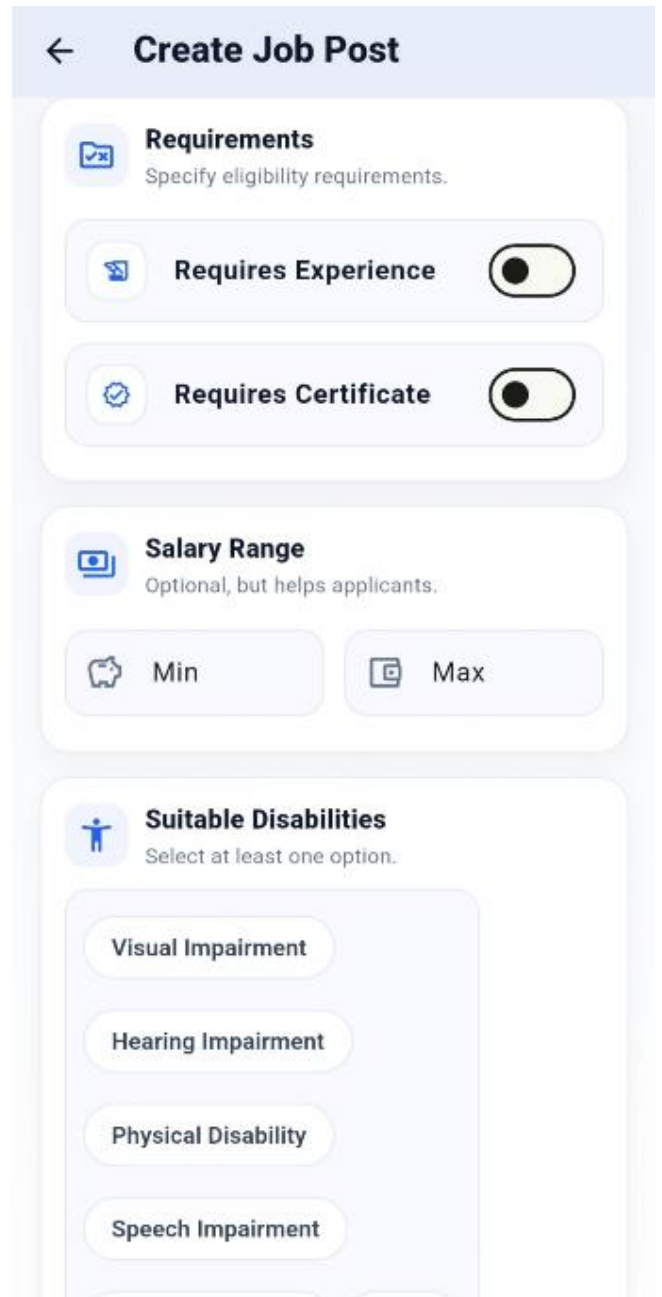 Create Job Post
Requirements
Specify eligibility requirements.
Requires Experience
Requires Certificate
Salary Range
Optional, but helps applicants.
Min
Max
Suitable Disabilities
Select at least one option.
Visual Impairment
Hearing Impairment
Physical Disability
Speech Impairment